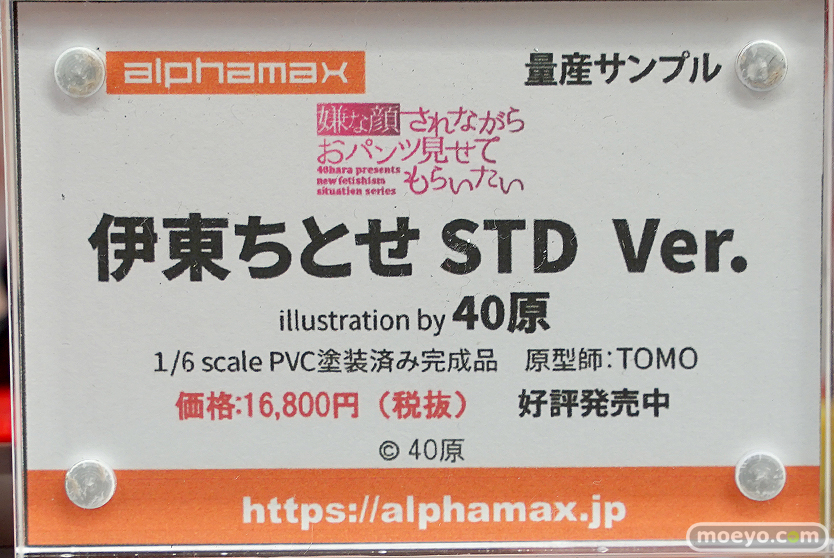 alphamax
量産サンプル
嫌な顔されながら
おパンツ見せて
もらいたい
40hara presents
new fetishism
situation series
伊東ちとせ STD Ver.
illustration by 40原
1/6 scale PVC塗装済み完成品 原型師：TOMO
価格:16,800円（税抜） 好評発売中
© 40原
https://alphamax.jp
moeyo.com